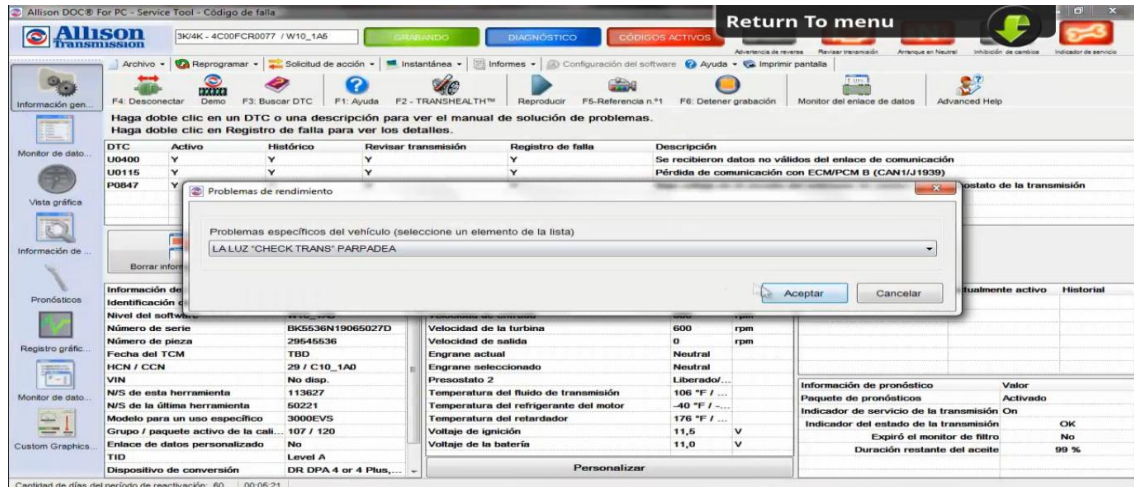 Allison DOC® For PC - Service Tool - Código de falla
Return To menu
Allison Transmission
3K/4K - 4C00FCR0077 / W10_1A5
GRABANDO
DIAGNÓSTICO
CÓDIGOS ACTIVOS
Advertencia de reversa
Revisar transmisión
Arranque en Neutral
Inhibición de cambios
Indicador de servicio
Archivo
Reprogramar
Solicitud de acción
Instantánea
Informes
Configuración del software
Ayuda
Imprimir pantalla
Información gen...
F4: Desconectar
Demo
F3: Buscar DTC
F1: Ayuda
F2 - TRANSHEALTH™
Reproducir
F5-Referencia n.º1
F6: Detener grabación
Monitor del enlace de datos
Advanced Help
Haga doble clic en un DTC o una descripción para ver el manual de solución de problemas.
Haga doble clic en Registro de falla para ver los detalles.
Monitor de dato...
DTC Activo Histórico Revisar transmisión Registro de falla Descripción
U0400 Y Y Y Y Se recibieron datos no válidos del enlace de comunicación
U0115 Y Y Y Y Pérdida de comunicación con ECM/PCM B (CAN1/J1939)
P0847 Y
ostato de la transmisión
Vista gráfica
Problemas de rendimiento
Problemas específicos del vehículo (seleccione un elemento de la lista)
LA LUZ "CHECK TRANS" PARPADEA
Aceptar
Cancelar
Información de ...
Borrar infor
Pronósticos
Registro gráfic...
Monitor de dato...
Custom Graphics...
Información de
Identificación
Nivel del softwar
Número de serie BK5536N19065027D
Número de pieza 29545536
Fecha del TCM TBD
HCN / CCN 29 / C10_1A0
VIN No disp.
N/S de esta herramienta 113627
N/S de la última herramienta 50221
Modelo para un uso específico 3000EVS
Grupo / paquete activo de la cali... 107 / 120
Enlace de datos personalizado No
TID Level A
Dispositivo de conversión DR DPA 4 or 4 Plus,...
Velocidad de la turbina 600 rpm
Velocidad de salida 0 rpm
Engrane actual Neutral
Engrane seleccionado Neutral
Presostato 2 Liberado/...
Temperatura del fluido de transmisión 106 °F / ...
Temperatura del refrigerante del motor -40 °F / -...
Temperatura del retardador 176 °F / ...
Voltaje de ignición 11,5 V
Voltaje de la batería 11,0 V
Personalizar
tualmente activo Historial
Información de pronóstico Valor
Paquete de pronósticos Activado
Indicador de servicio de la transmisión On
Indicador del estado de la transmisión OK
Expiró el monitor de filtro No
Duración restante del aceite 99 %
Cantidad de días del período de reactivación: 60 00:05:21